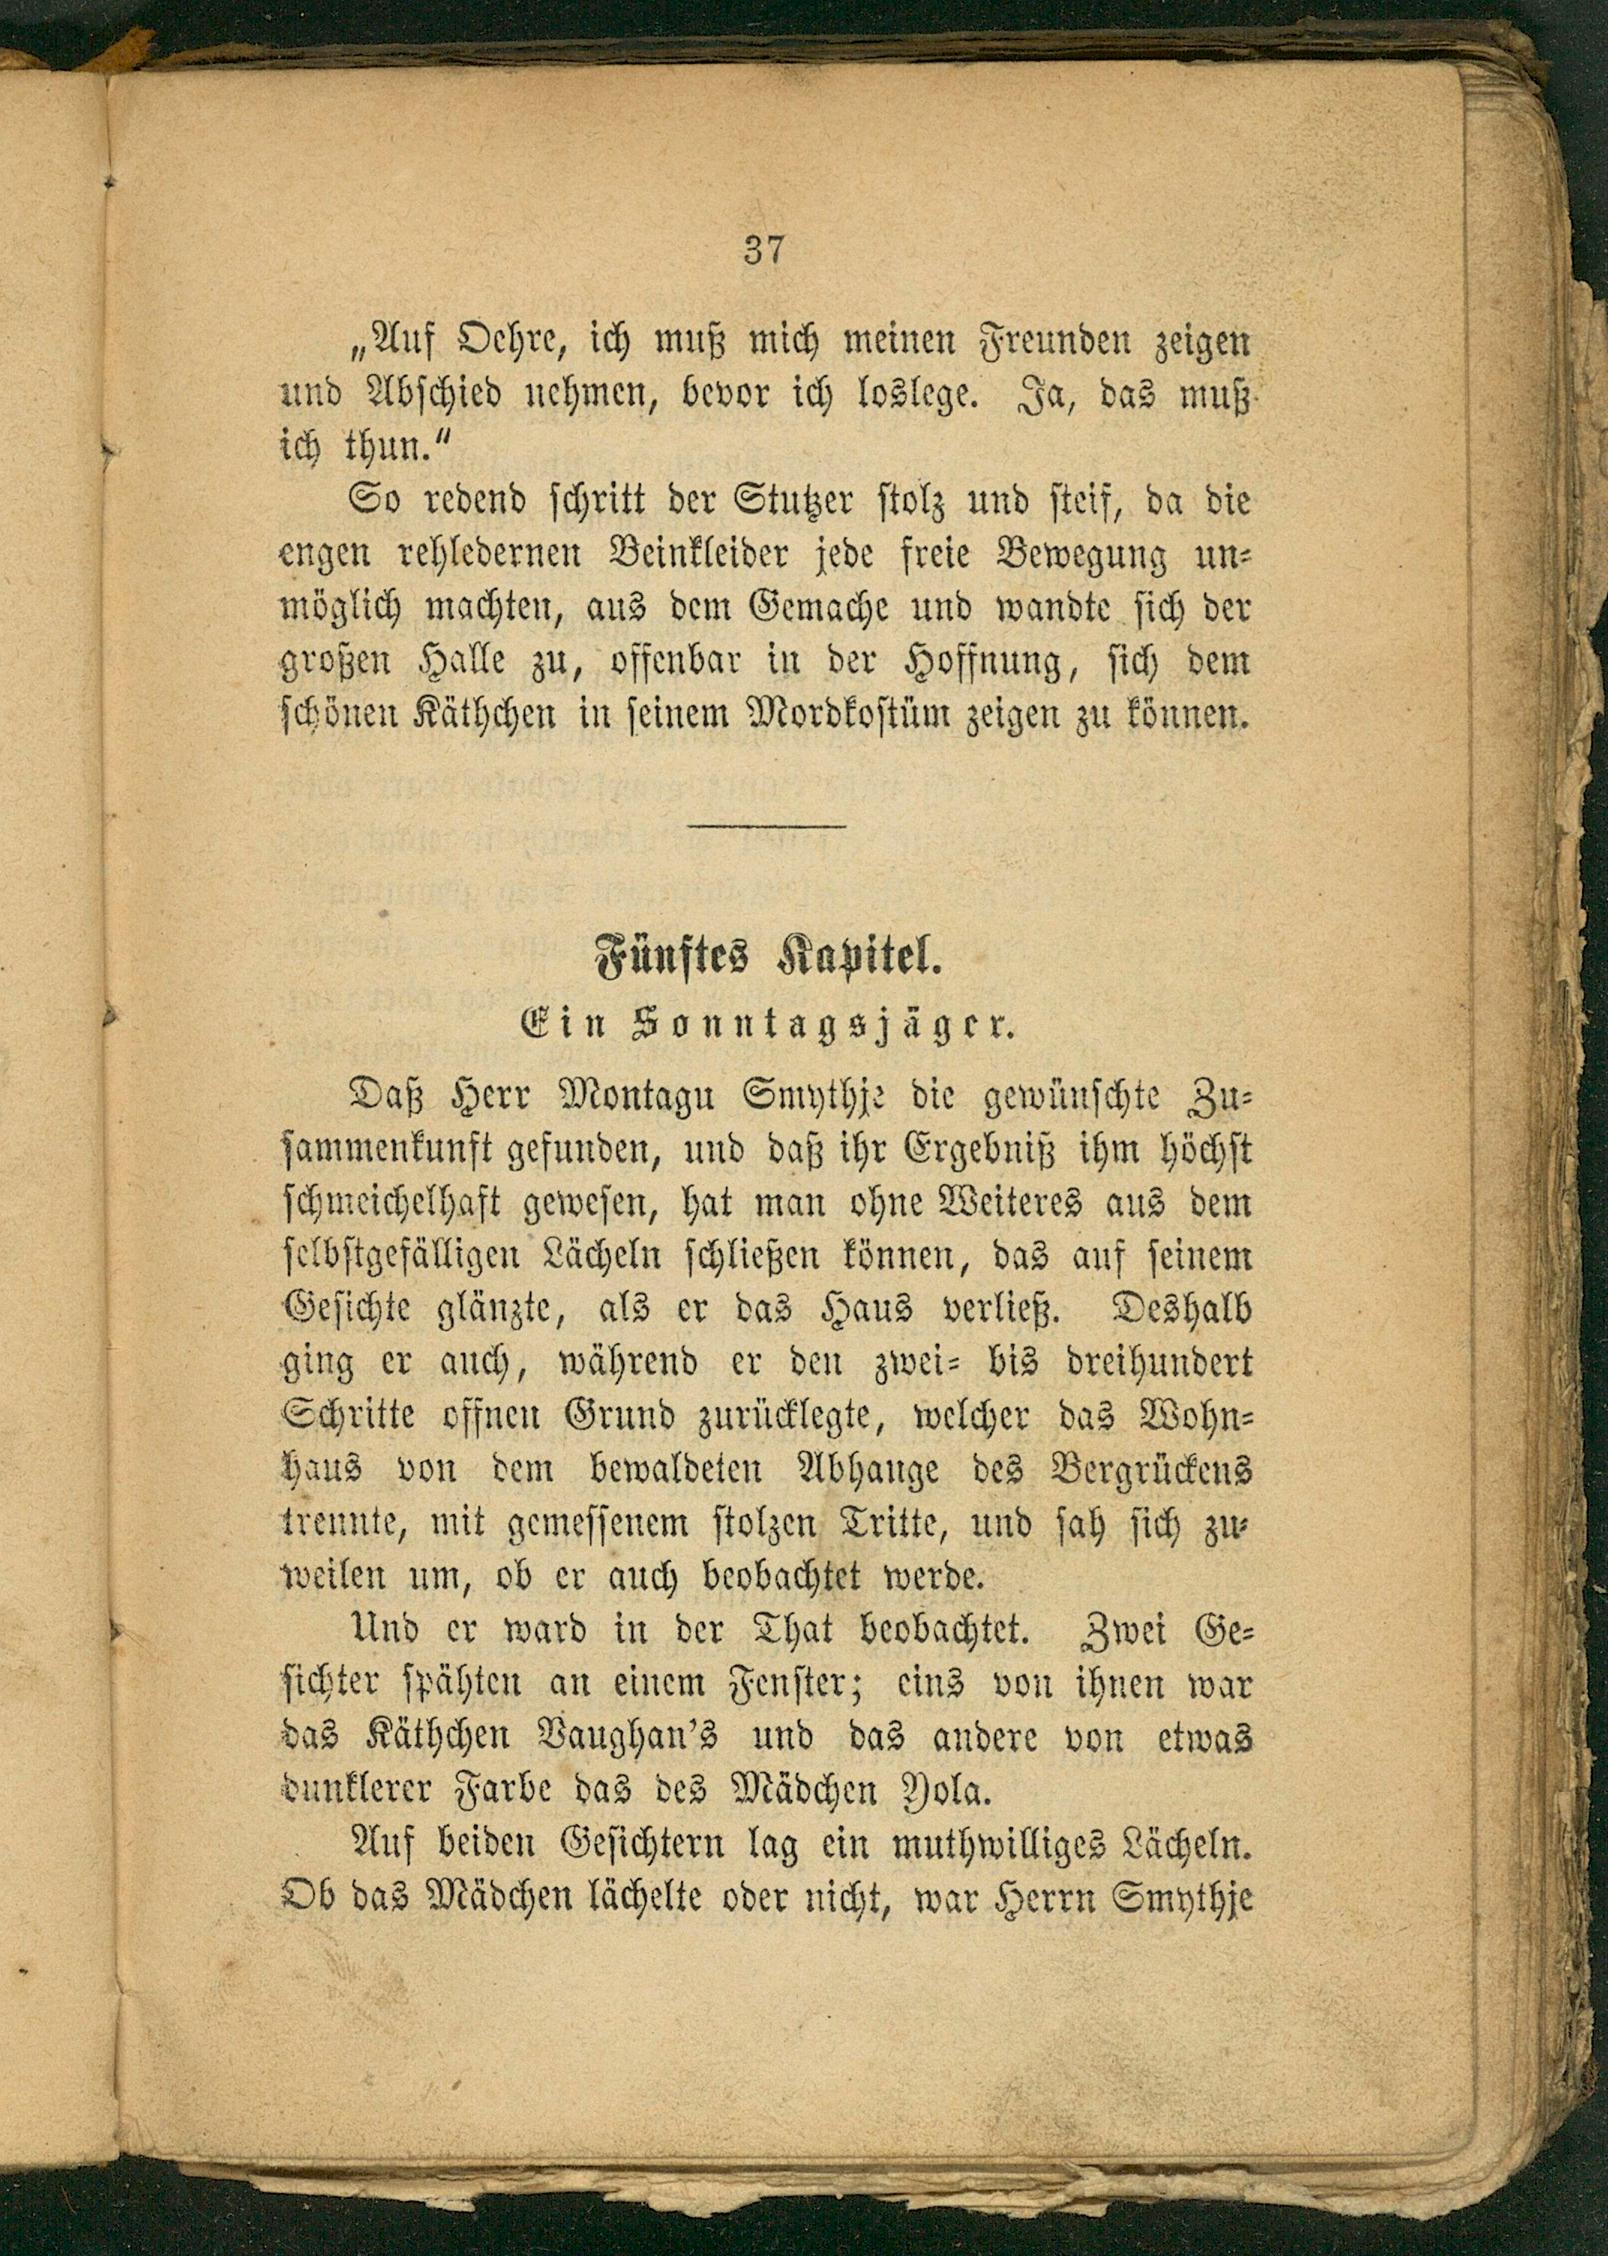 37
„Auf Oehre, ich muß mich meinen Freunden zeigen
und Abschied nehmen, bevor ich loslege. Ja, das muß
ich thun.“
So redend schritt der Stutzer stolz und steif, da die
engen rehledernen Beinkleider jede freie Bewegung un-
möglich machten, aus dem Gemache und wandte sich der
großen Halle zu, offenbar in der Hoffnung, sich dem
schönen Käthchen in seinem Mordkostüm zeigen zu können.
Fünftes Kapitel.
Ein Sonntagsjäger.
Daß Herr Montagu Smythje die gewünschte Zu-
sammenkunft gefunden, und daß ihr Ergebniß ihm höchst
schmeichelhaft gewesen, hat man ohne Weiteres aus dem
selbstgefälligen Lächeln schließen können, das auf seinem
Gesichte glänzte, als er das Haus verließ. Deshalb
ging er auch, während er den zwei- bis dreihundert
Schritte offnen Grund zurücklegte, welcher das Wohn-
haus von dem bewaldeten Abhange des Bergrückens
trennte, mit gemessenem stolzen Tritte, und sah sich zu-
weilen um, ob er auch beobachtet werde.
Und er ward in der That beobachtet. Zwei Ge-
sichter spähten an einem Fenster; eins von ihnen war
das Käthchen Vaughan's und das andere von etwas
dunklerer Farbe das des Mädchen Yola.
Auf beiden Gesichtern lag ein muthwilliges Lächeln.
Ob das Mädchen lächelte oder nicht, war Herrn Smythje